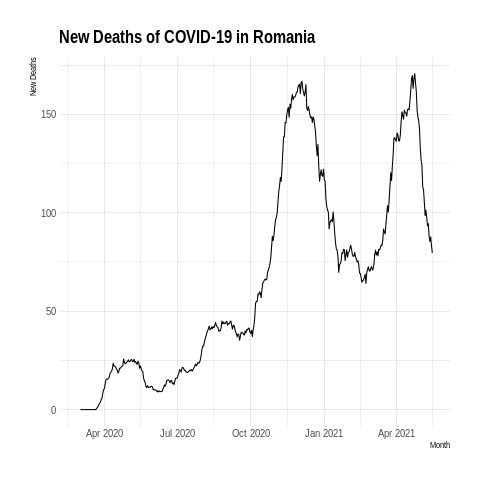 New Deaths of COVID-19 in Romania
New Deaths
150
100
50
0
Apr 2020 Jul 2020 Oct 2020 Jan 2021 Apr 2021
Month